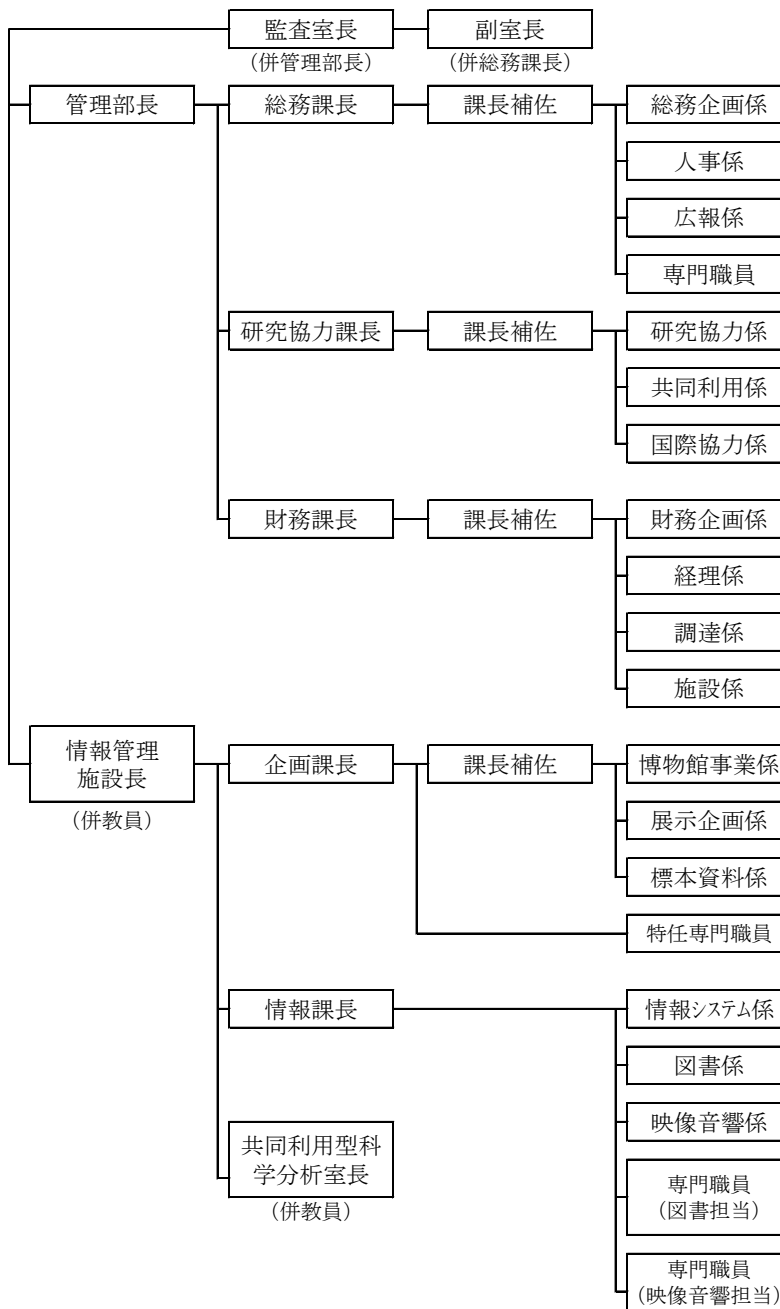 監査室長
副室長
(併管理部長)
(併総務課長)
管理部長
総務課長
課長補佐
総務企画係
人事係
広報係
専門職員
研究協力課長
課長補佐
研究協力係
共同利用係
国際協力係
財務課長
課長補佐
財務企画係
経理係
調達係
施設係
情報管理
施設長
(併教員)
企画課長
課長補佐
博物館事業係
展示企画係
標本資料係
特任専門職員
情報課長
情報システム係
図書係
映像音響係
共同利用型科
学分析室長
(併教員)
専門職員
(図書担当)
専門職員
(映像音響担当)